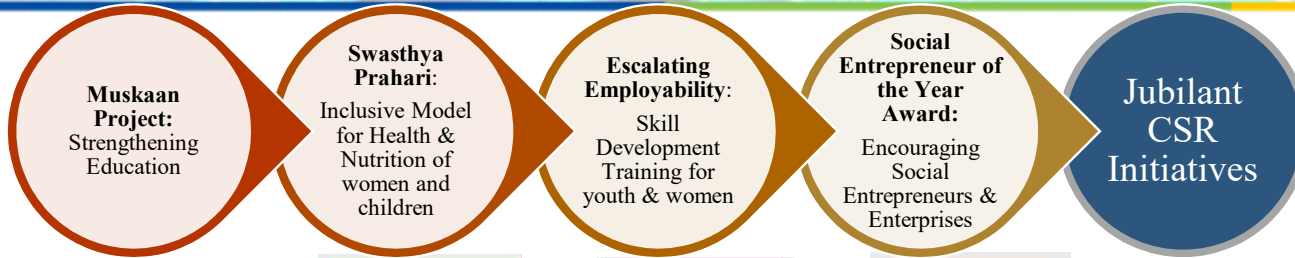 Muskaan
Project:
Strengthening
Education
Swasthya
Prahari:
Inclusive Model
for Health &
Nutrition of
women and
children
Escalating
Employability:
Skill
Development
Training for
youth & women
Social
Entrepreneur of
the Year
Award:
Encouraging
Social
Entrepreneurs &
Enterprises
Jubilant
CSR
Initiatives